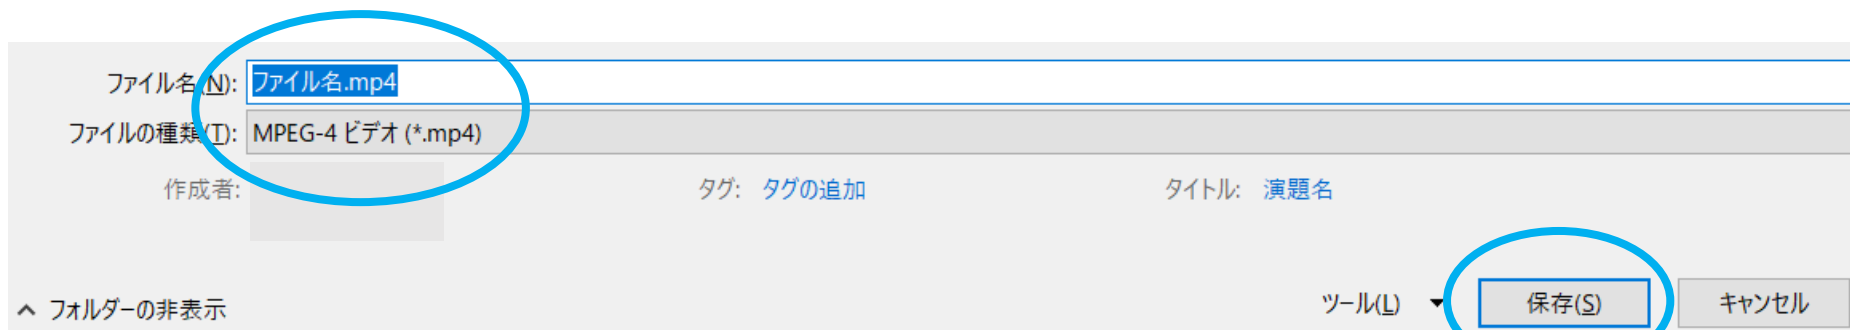 ファイル名(N): ファイル名.mp4
ファイルの種類(T): MPEG-4 ビデオ (*.mp4)
作成者: タグ: タグの追加 タイトル: 演題名
フォルダーの非表示 ツール(L) 保存(S) キャンセル